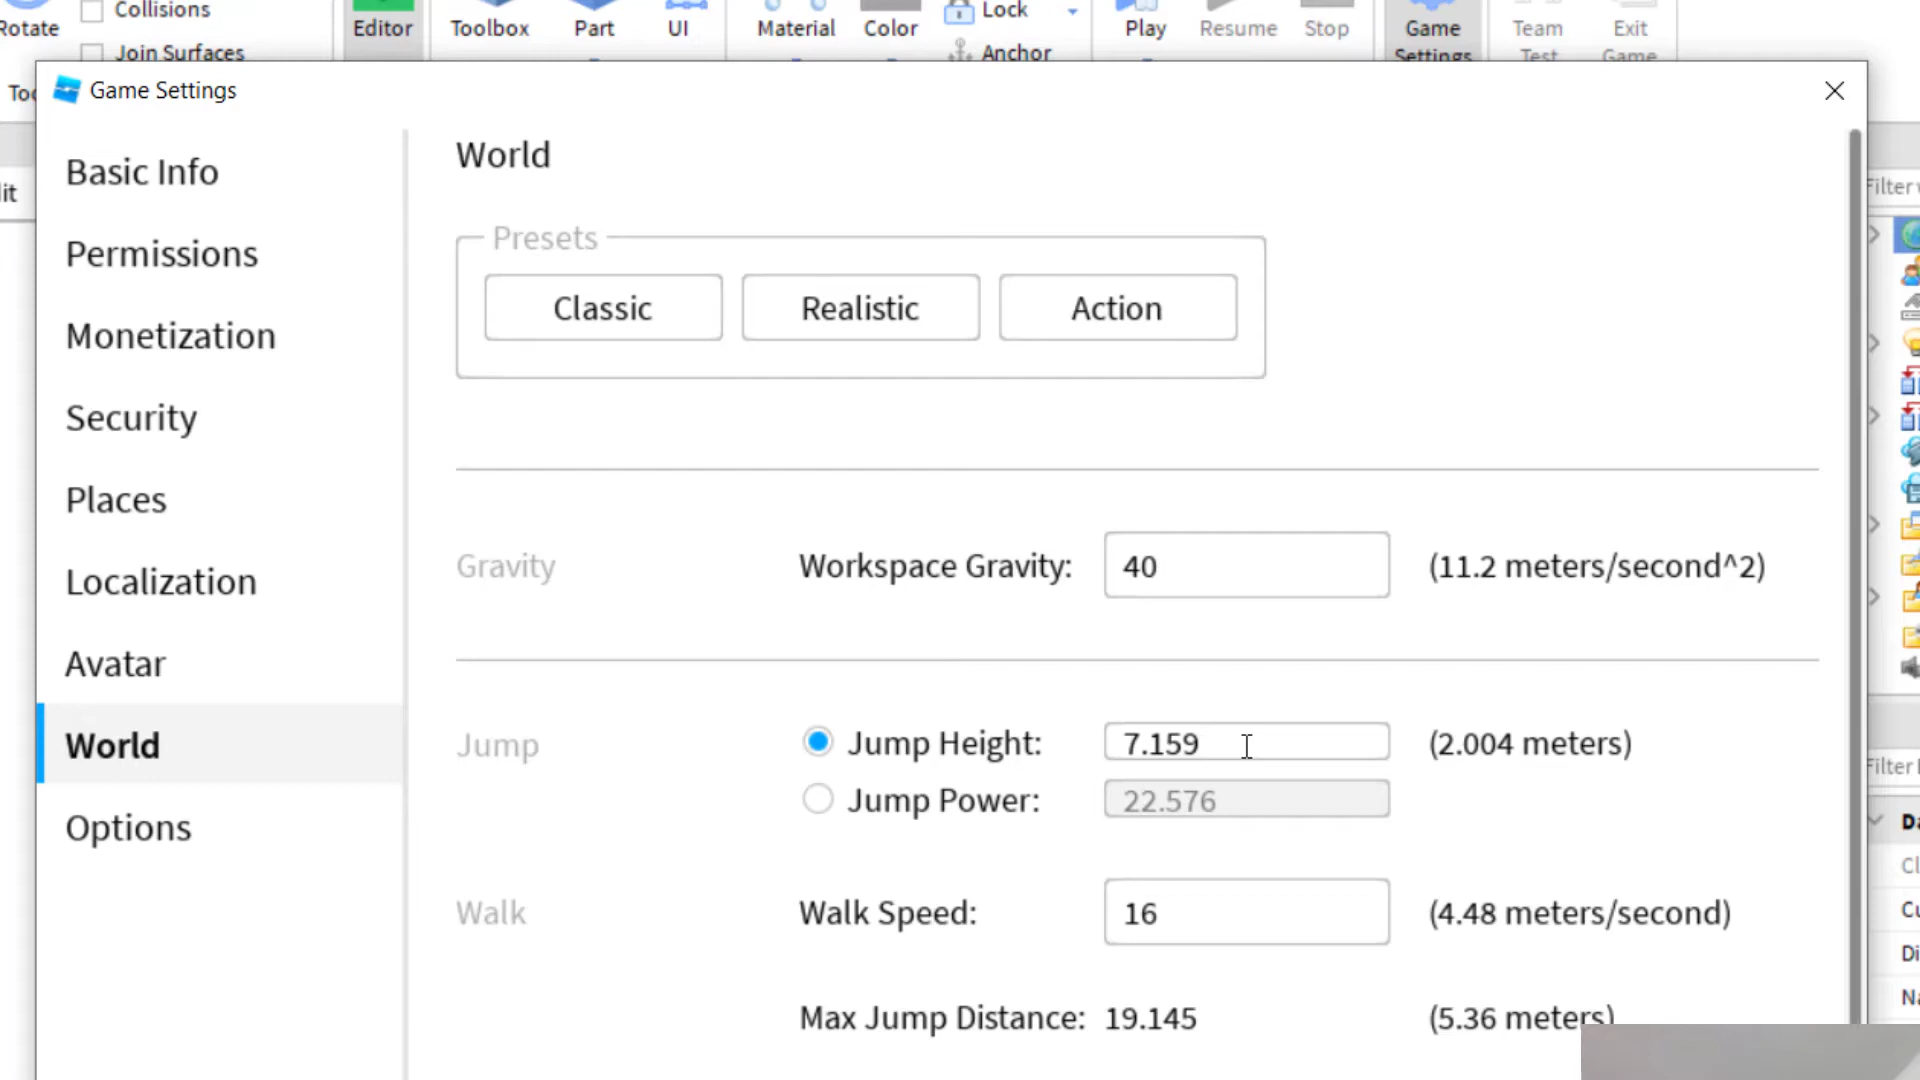 Rotate
Collisions
Join Surfaces
Editor
Toolbox
Part
UI
Material
Color
Lock
Anchor
Play
Resume
Stop
Game
Settings
Team
Test
Exit
Game
Game Settings
Basic Info
Permissions
Monetization
Security
Places
Localization
Avatar
World
Options
World
Presets
Classic Realistic Action
Gravity Workspace Gravity: 40 (11.2 meters/second^2)
Jump Jump Height: 7.159 (2.004 meters)
Jump Power: 22.576
Walk Walk Speed: 16 (4.48 meters/second)
Max Jump Distance: 19.145 (5.36 meters)
Filter
Filter